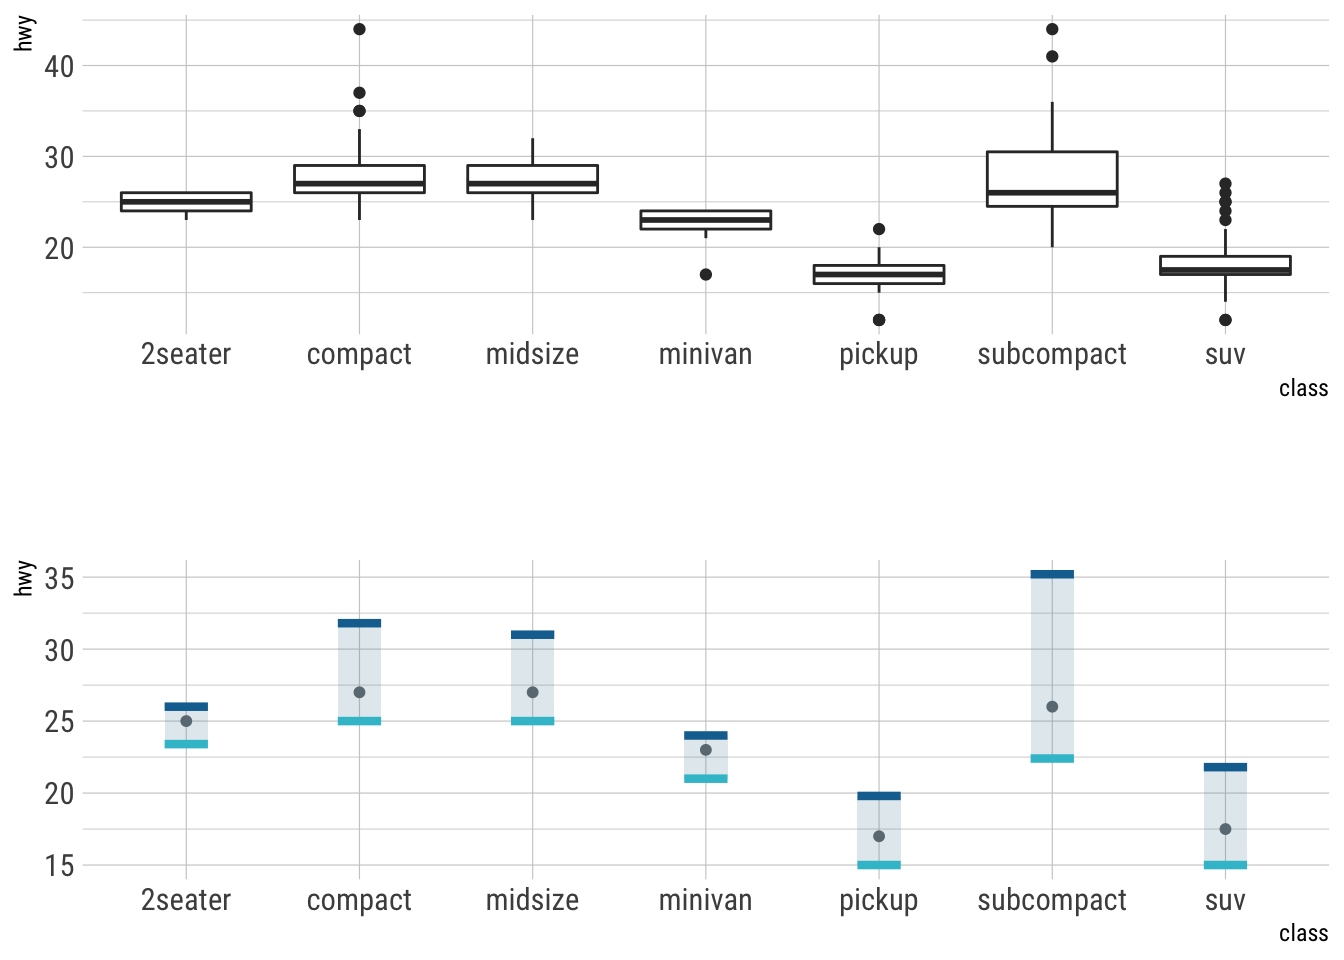 hwy
40
30
20
2seater compact midsize minivan pickup subcompact suv
class
hwy
35
30
25
20
15
2seater compact midsize minivan pickup subcompact suv
class